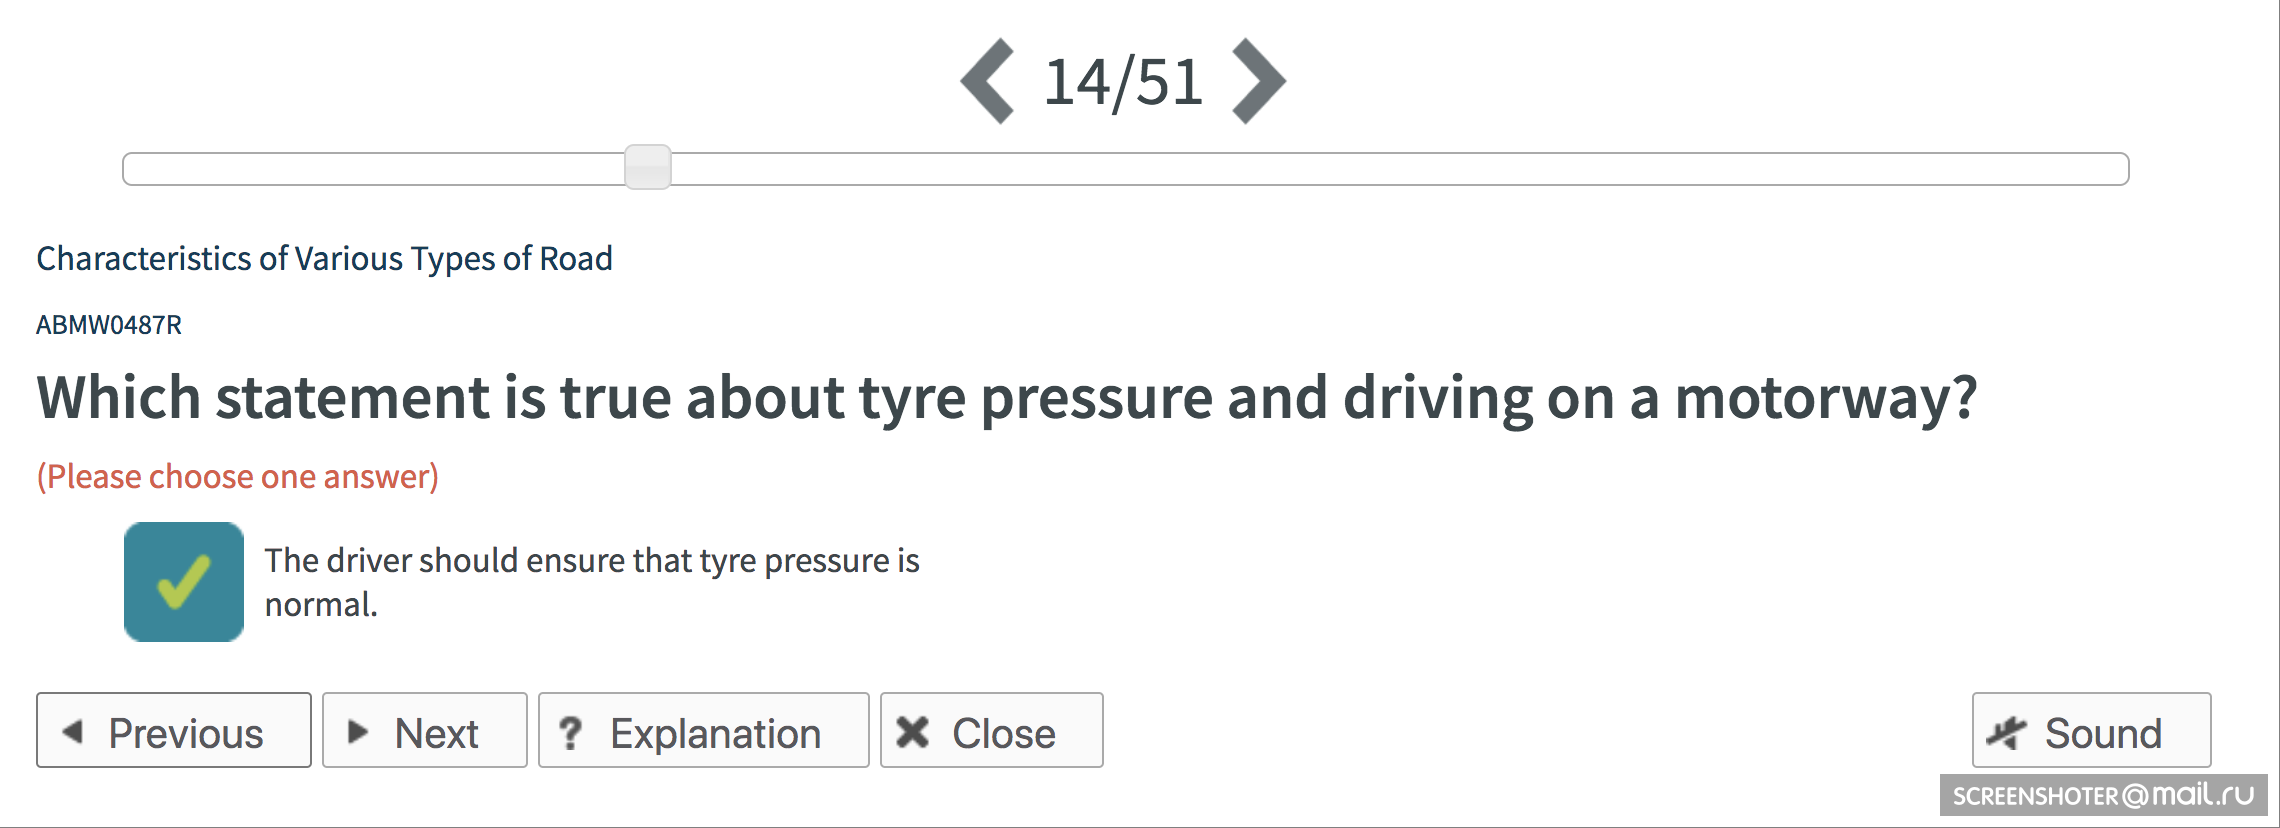 14/51
Characteristics of Various Types of Road
ABMW0487R
Which statement is true about tyre pressure and driving on a motorway?
(Please choose one answer)
The driver should ensure that tyre pressure is
normal.
Previous
Next
? Explanation
Close
Sound
SCREENSHOTER@mail.ru